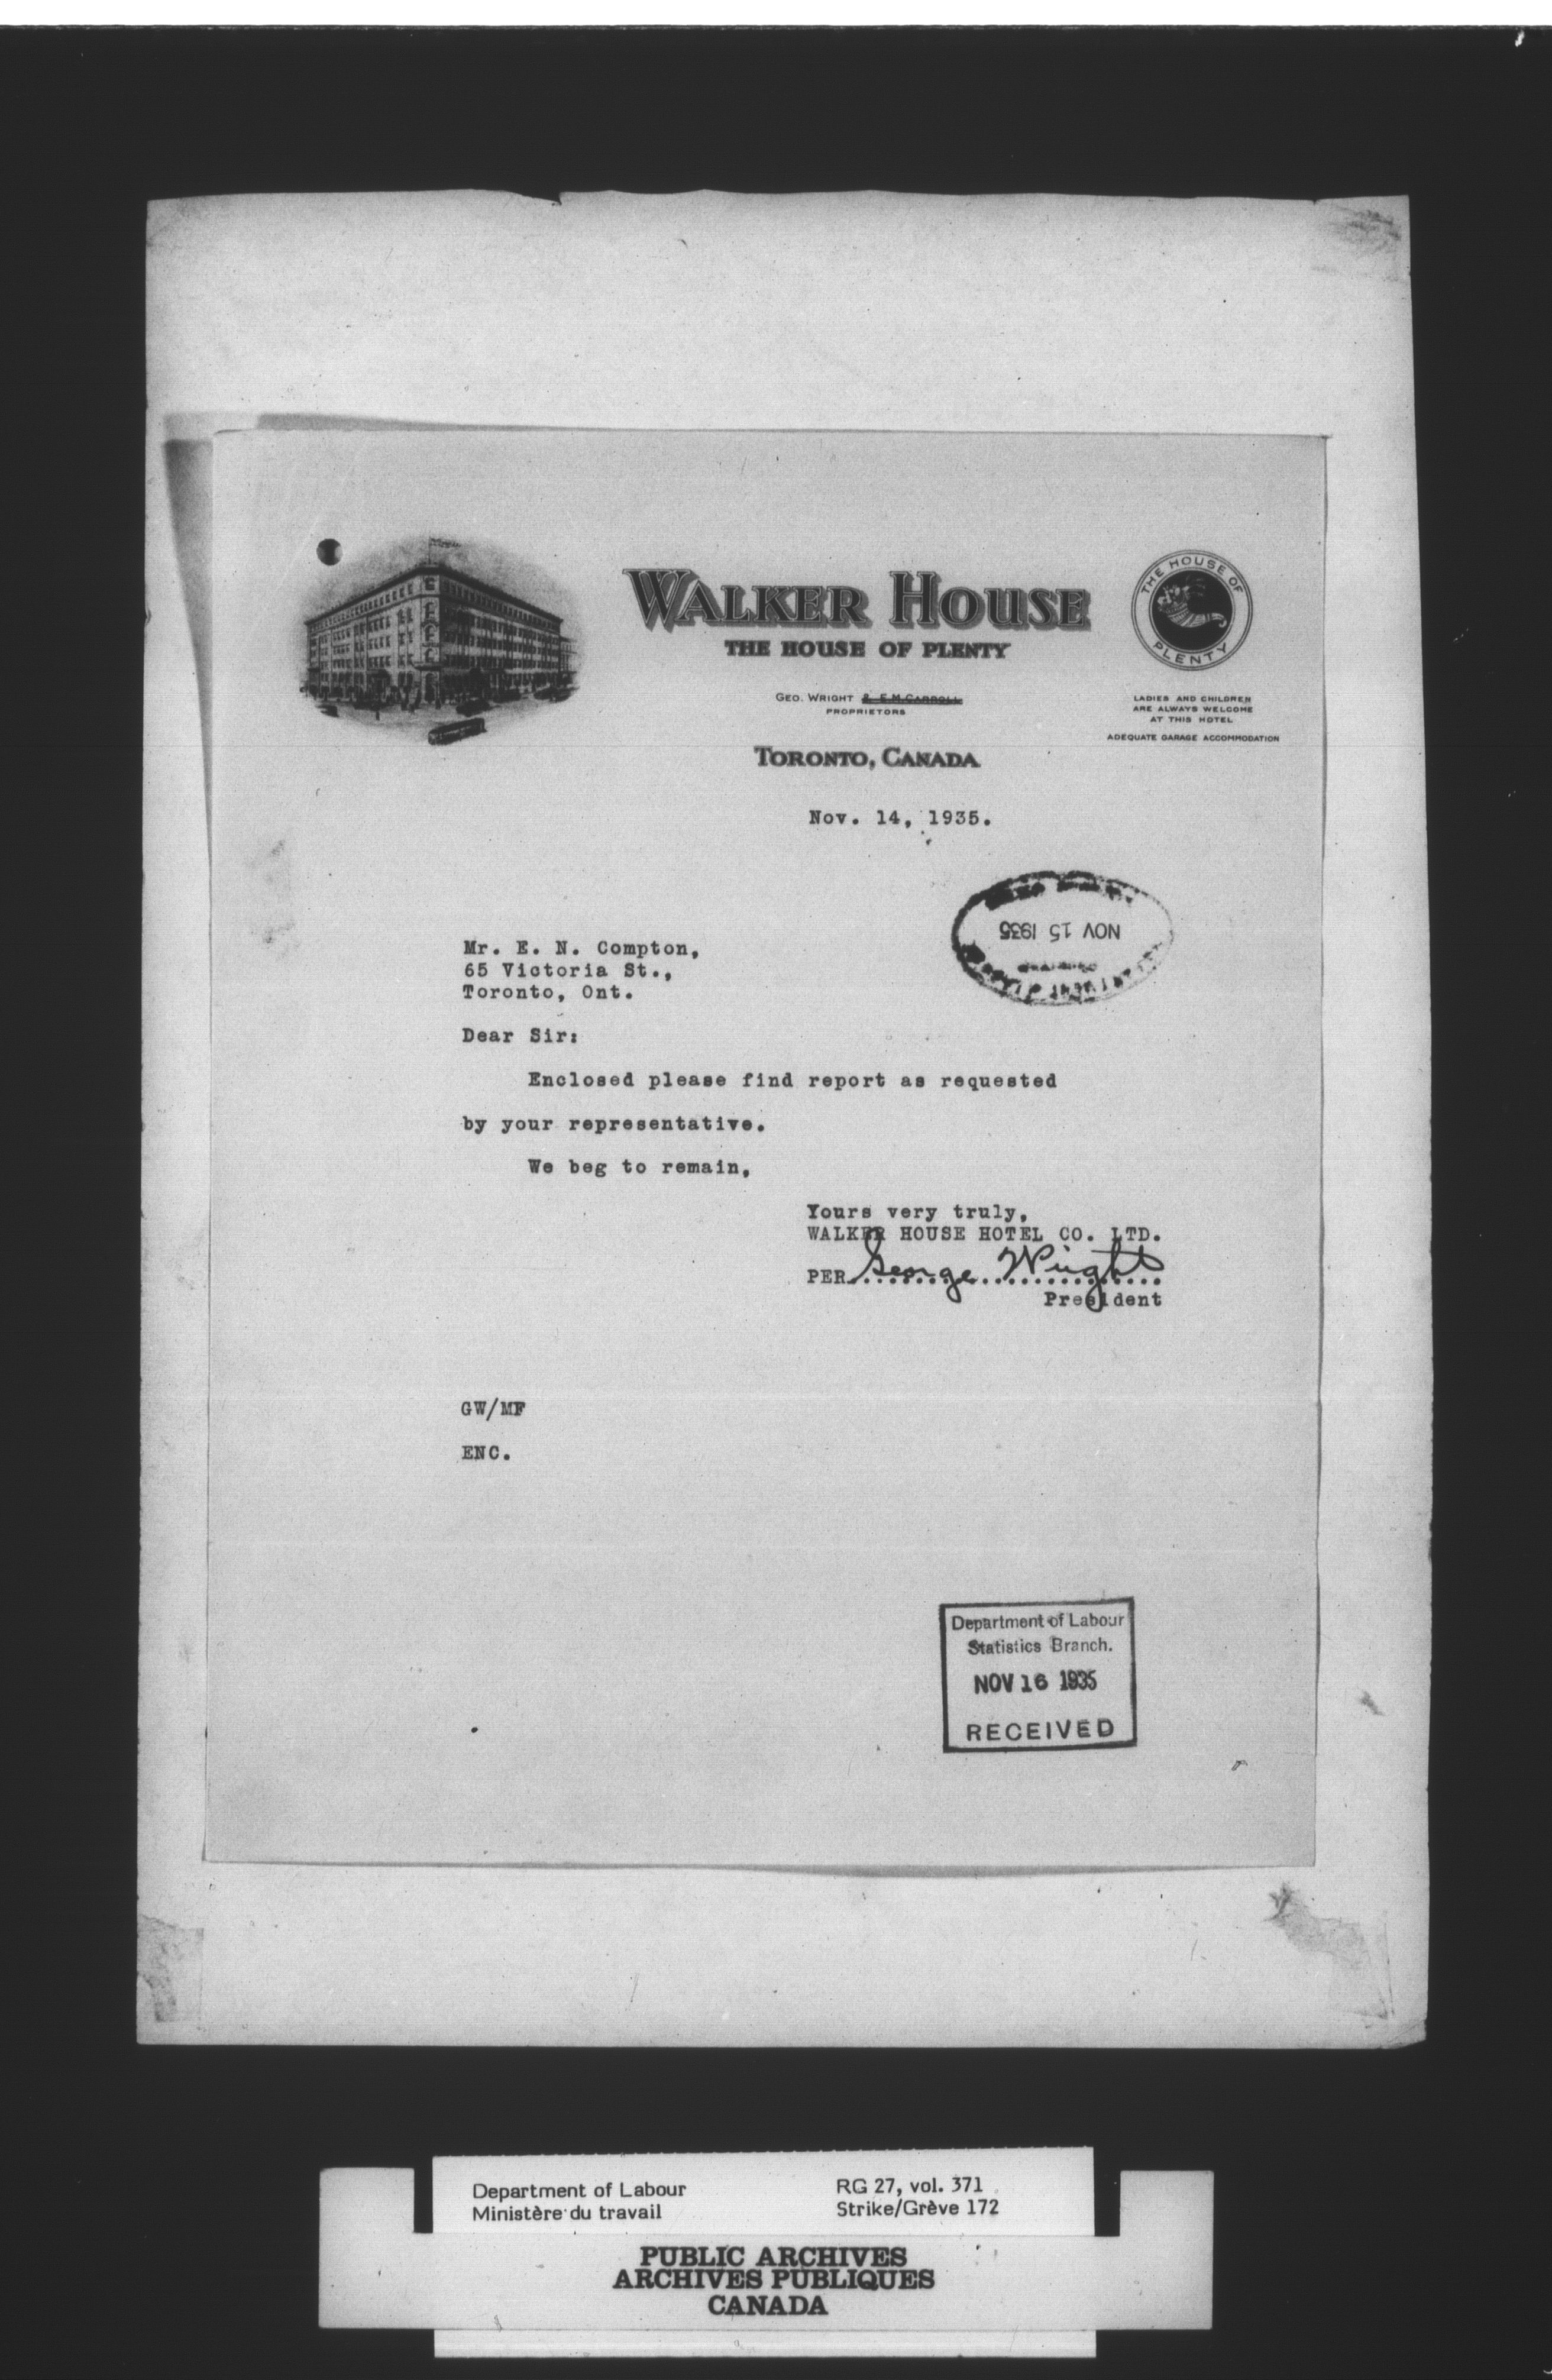 WALKER HOUSE
THE HOUSE OF PLENTY
GEO. WRIGHT & E.M.CARROLL
PROPRIETORS
TORONTO, CANADA
THE HOUSE OF
PLENTY
LADIES AND CHILDREN
ARE ALWAYS WELCOME
AT THIS HOTEL
ADEQUATE GARAGE ACCOMMODATION
Nov. 14, 1935.
NOV 15 1935
Mr. E. N. Compton,
65 Victoria St.,
Toronto, Ont.
Dear Sir:
Enclosed please find report as requested
by your representative.
We beg to remain,
Yours very truly,
WALKER HOUSE HOTEL CO. LTD.
PER George Wright
President
GW/MF
ENC.
Department of Labour
Statistics Branch.
NOV 16 1935
RECEIVED
Department of Labour
Ministère du travail
RG 27, vol. 371
Strike/Grève 172
PUBLIC ARCHIVES
ARCHIVES PUBLIQUES
CANADA